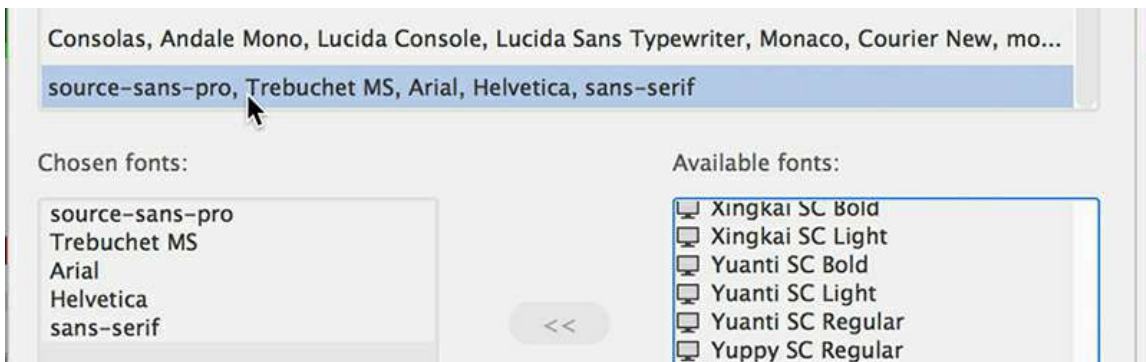 Consolas, Andale Mono, Lucida Console, Lucida Sans Typewriter, Monaco, Courier New, mo...
source-sans-pro, Trebuchet MS, Arial, Helvetica, sans-serif
Chosen fonts:
source-sans-pro
Trebuchet MS
Arial
Helvetica
sans-serif
<<
Available fonts:
Xingkai SC Bold
Xingkai SC Light
Yuanti SC Bold
Yuanti SC Light
Yuanti SC Regular
Yuppy SC Regular